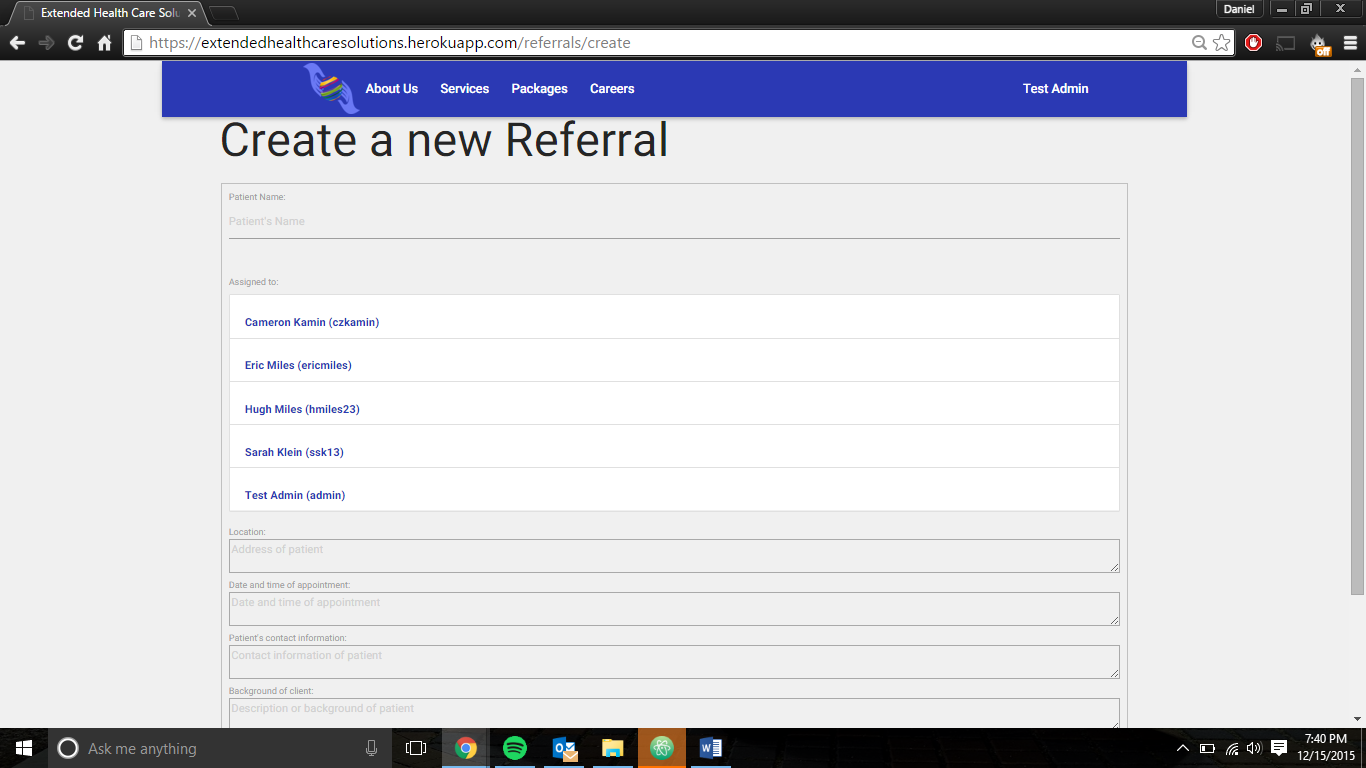 Extended Health Care Solu
Daniel
https://extendedhealthcaresolutions.herokuapp.com/referrals/create
off
About Us Services Packages Careers Test Admin
Create a new Referral
Patient Name:
Patient's Name
Assigned to:
Cameron Kamin (czkamin)
Eric Miles (ericmiles)
Hugh Miles (hmiles23)
Sarah Klein (ssk13)
Test Admin (admin)
Location:
Address of patient
Date and time of appointment:
Date and time of appointment
Patient's contact information:
Contact information of patient
Background of client:
Description or background of patient
Ask me anything
7:40 PM
12/15/2015